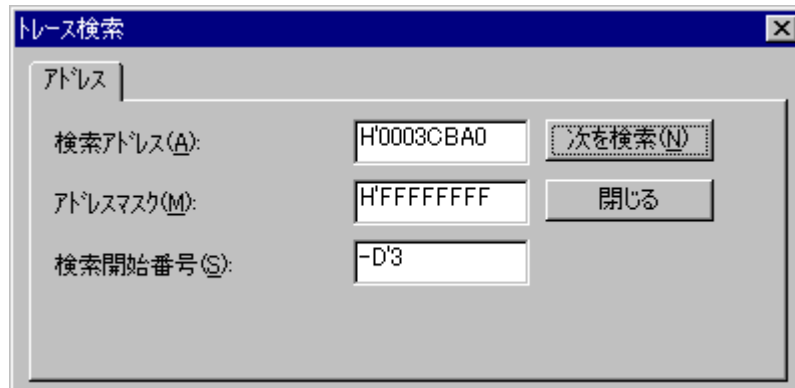 トレース検索
アドレス
検索アドレス(A): H'0003CBA0 次を検索(N)
アドレスマスク(M): H'FFFFFFFF 閉じる
検索開始番号(S): -D'3